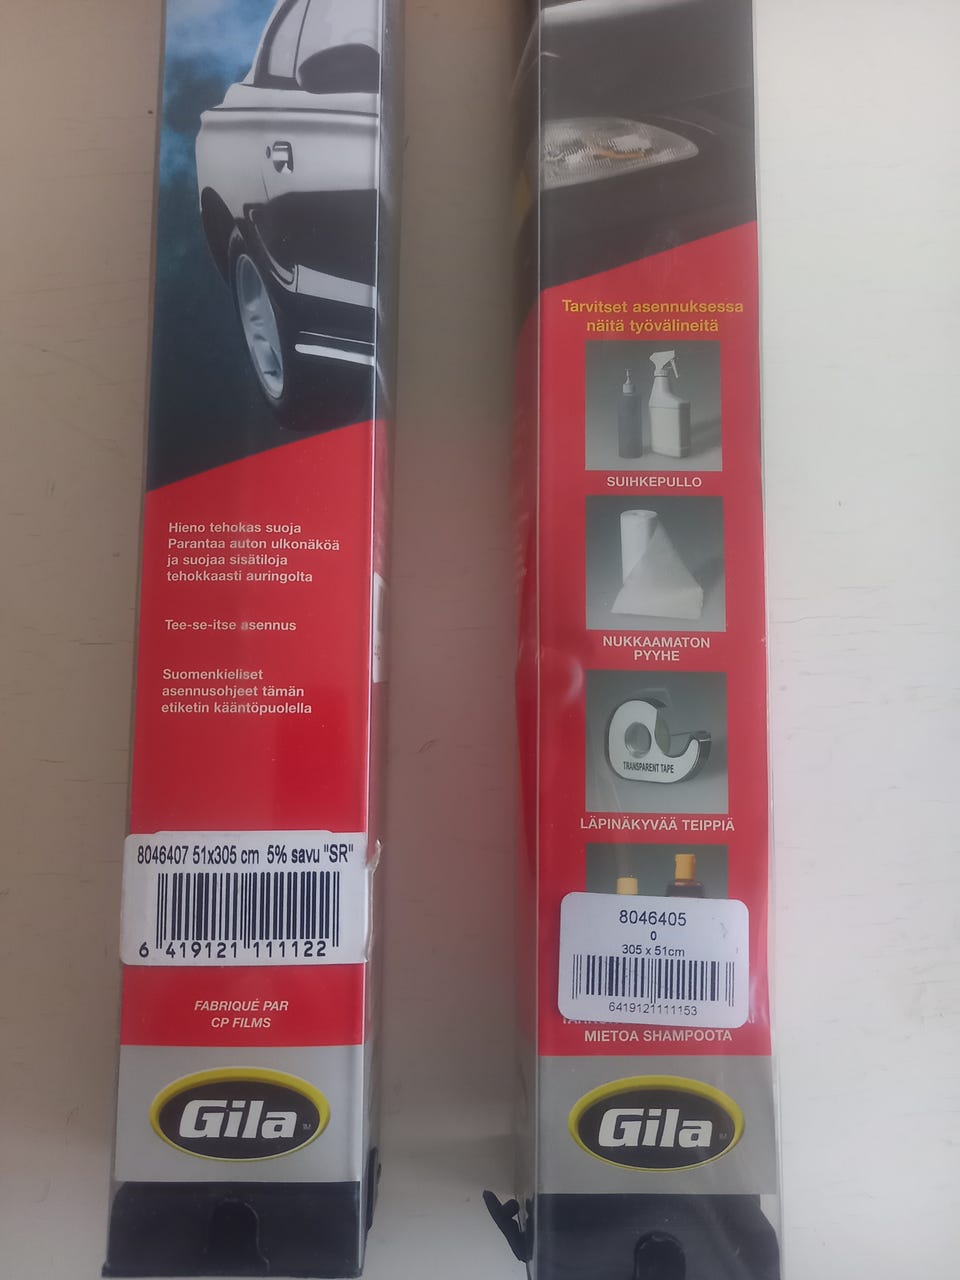 Hieno tehokas suoja
Parantaa auton ulkonäköä
ja suojaa sisätiloja
tehokkaasti auringolta
Tee-se-itse asennus
Suomenkieliset
asennusohjeet tämän
etiketin kääntöpuolella
8046407 51x305 cm 5% savu "SR"
6 419121 111122
FABRIQUÉ PAR
CP FILMS
Gila TM
Tarvitset asennuksessa
näitä työvälineitä
SUIHKEPULLO
NUKKAAMATON
PYYHE
TRANSPARENT TAPE
LÄPINÄKYVÄÄ TEIPPIÄ
8046405
0
305 x 51cm
6419121111153
MIETOA SHAMPOOTA
Gila TM